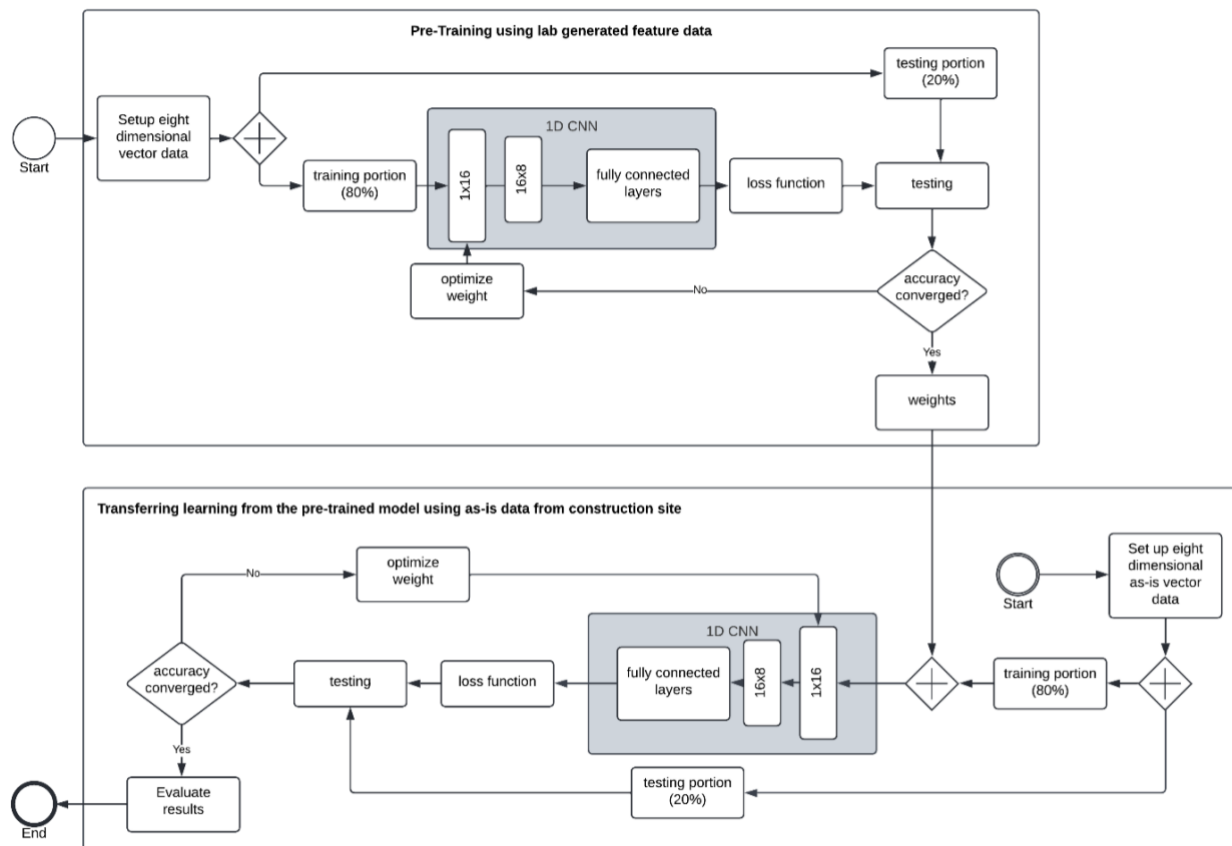 Pre-Training using lab generated feature data
testing portion
(20%)
Setup eight
dimensional
vector data
Start
training portion
(80%)
1D CNN
1x16
16x8
fully connected
layers
loss function
testing
optimize
weight
No
accuracy
converged?
Yes
weights
Transferring learning from the pre-trained model using as-is data from construction site
Start
Set up eight
dimensional
as-is vector
data
optimize
weight
No
1D CNN
accuracy
converged?
testing
loss function
fully connected
layers
16x8
1x16
training portion
(80%)
Yes
Evaluate
results
testing portion
(20%)
End